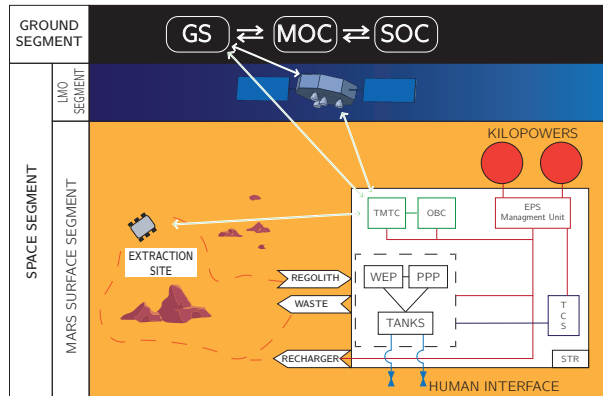 GROUND
SEGMENT
GS
MOC
SOC
SPACE SEGMENT
LMO
SEGMENT
MARS SURFACE SEGMENT
KILOPOWERS
TMTC
OBC
EPS
Managment Unit
EXTRACTION
SITE
REGOLITH
WEP
PPP
WASTE
TANKS
T
C
S
RECHARGER
STR
HUMAN INTERFACE